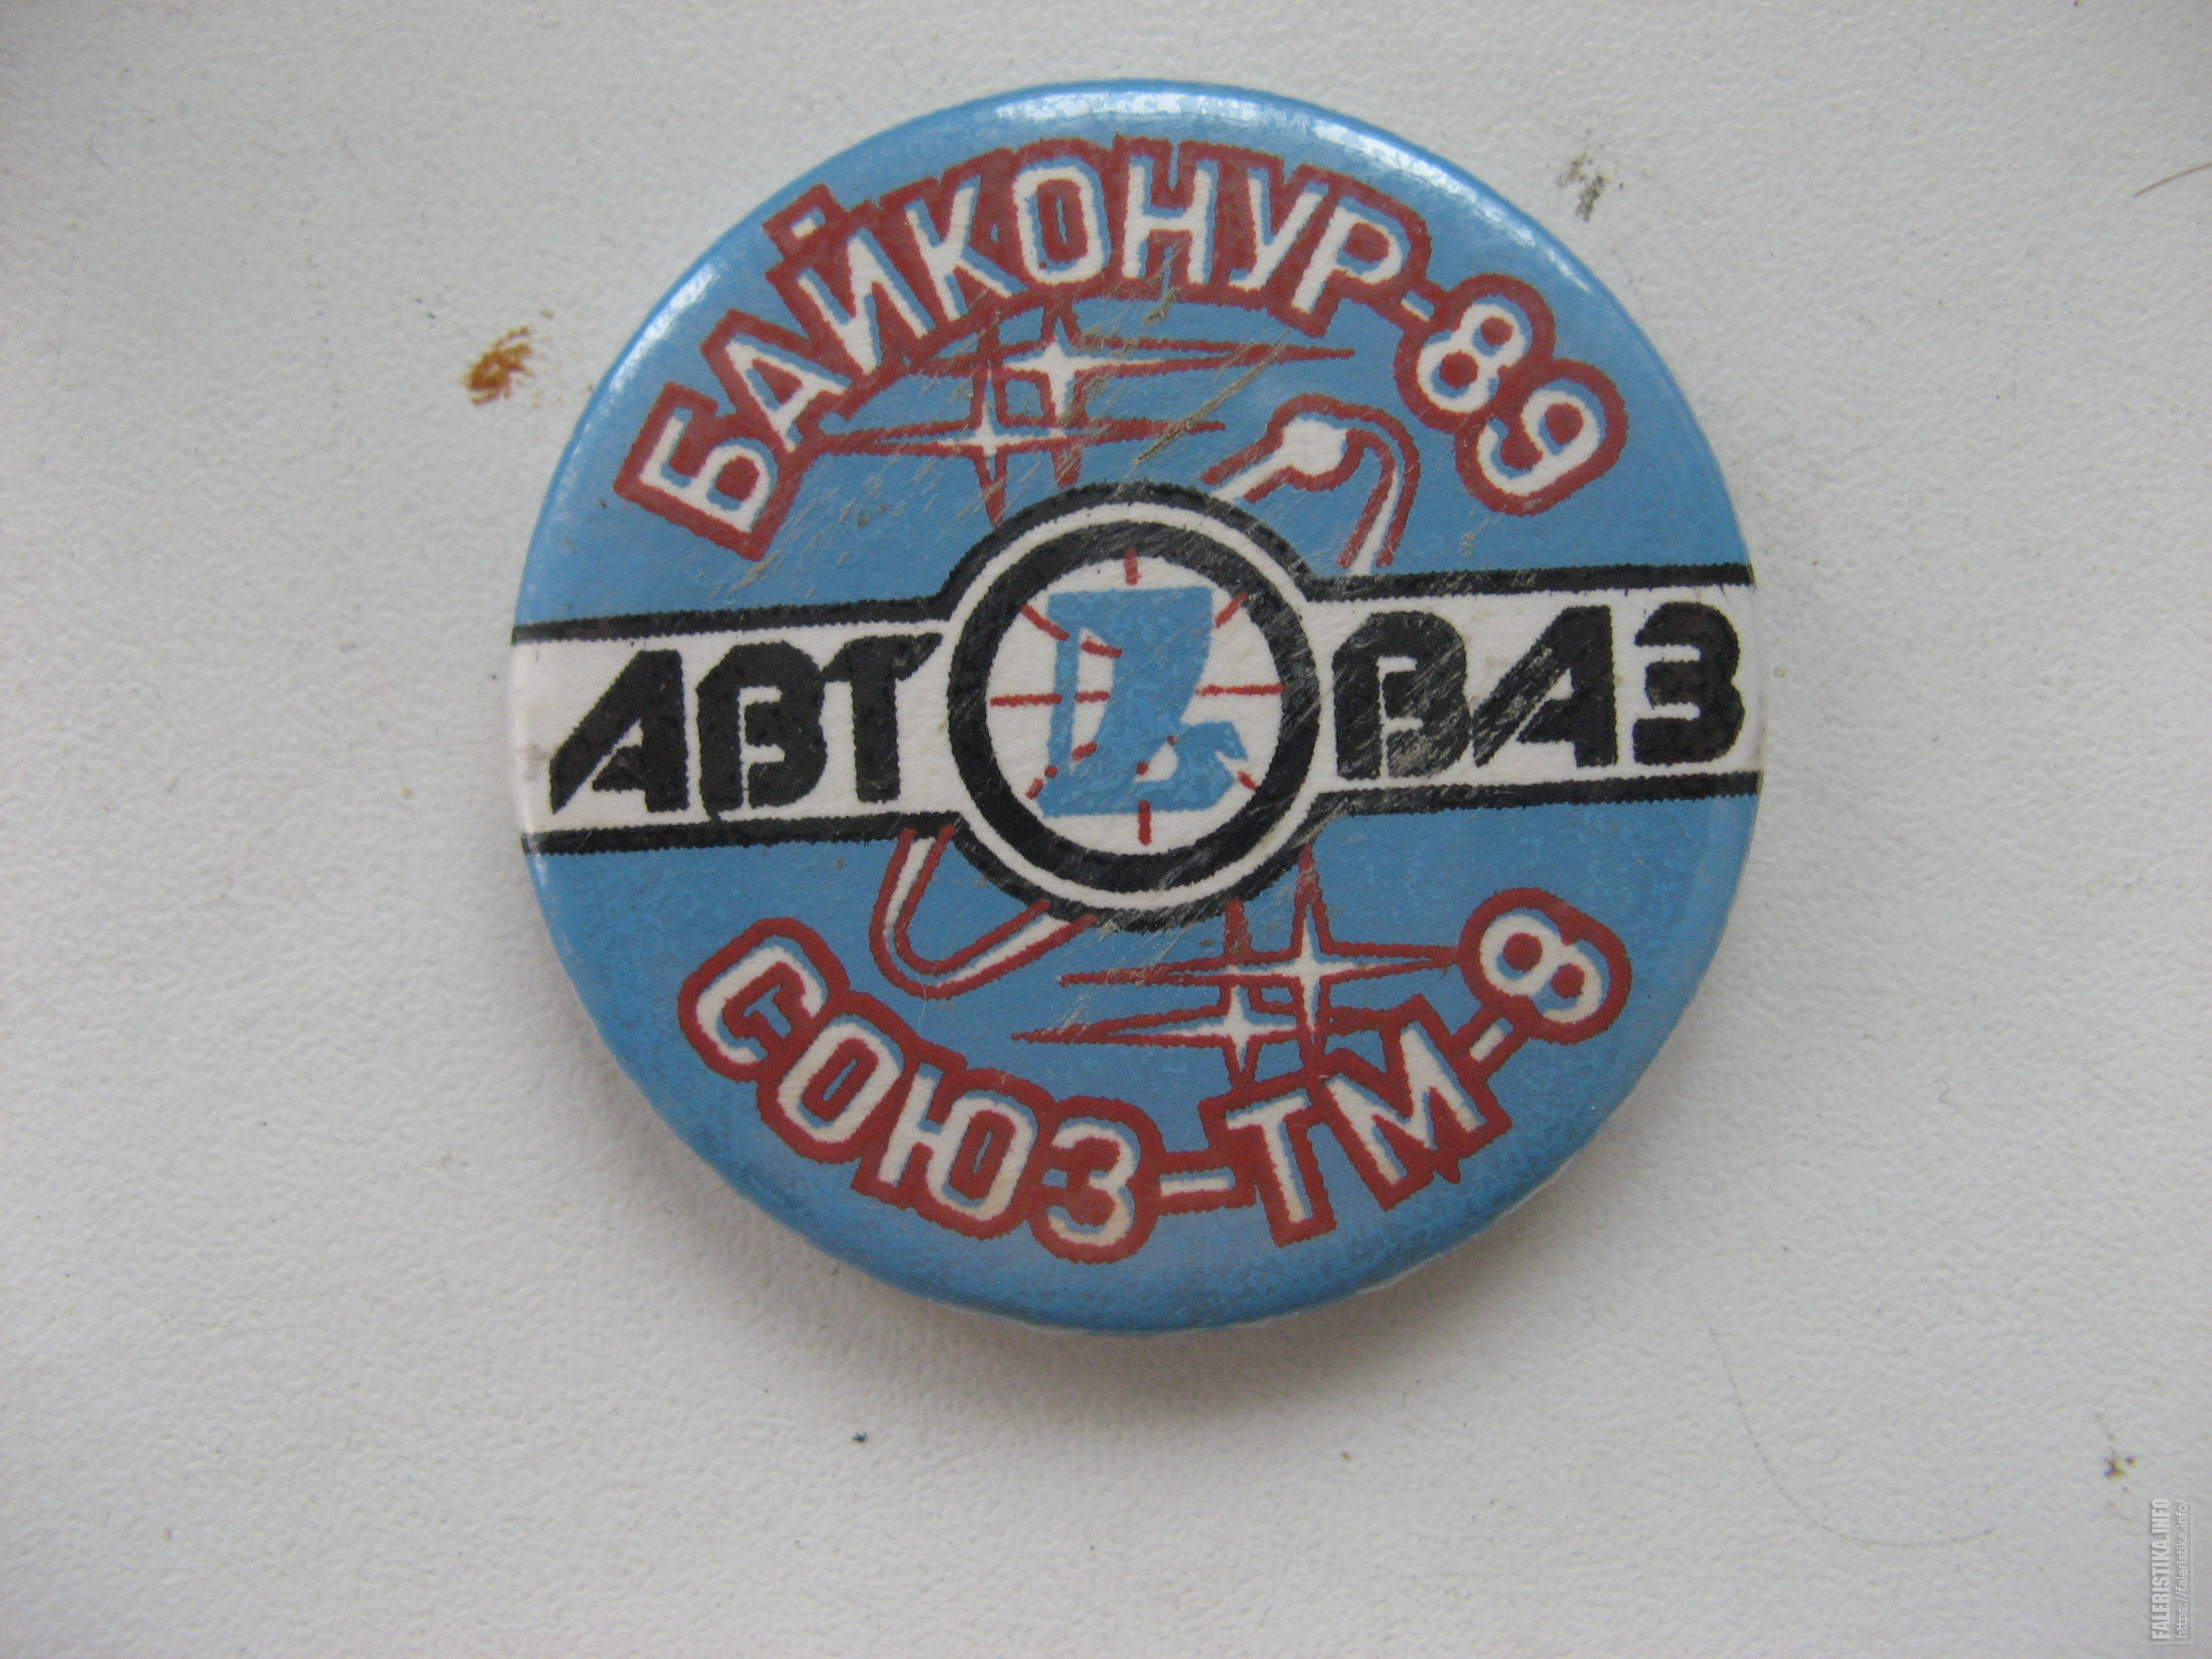 БАЙКОНУР-89
АВТОВАЗ
СОЮЗ-ТМ-8
FALERISTIKA.INFO
https://faleristika.info/